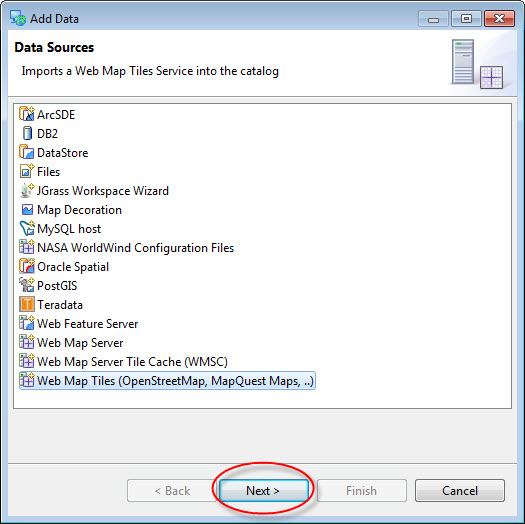 Add Data
Data Sources
Imports a Web Map Tiles Service into the catalog
ArcSDE
DB2
DataStore
Files
JGrass Workspace Wizard
Map Decoration
MySQL host
NASA WorldWind Configuration Files
Oracle Spatial
PostGIS
Teradata
Web Feature Server
Web Map Server
Web Map Server Tile Cache (WMSC)
Web Map Tiles (OpenStreetMap, MapQuest Maps, ..)
< Back Next > Finish Cancel